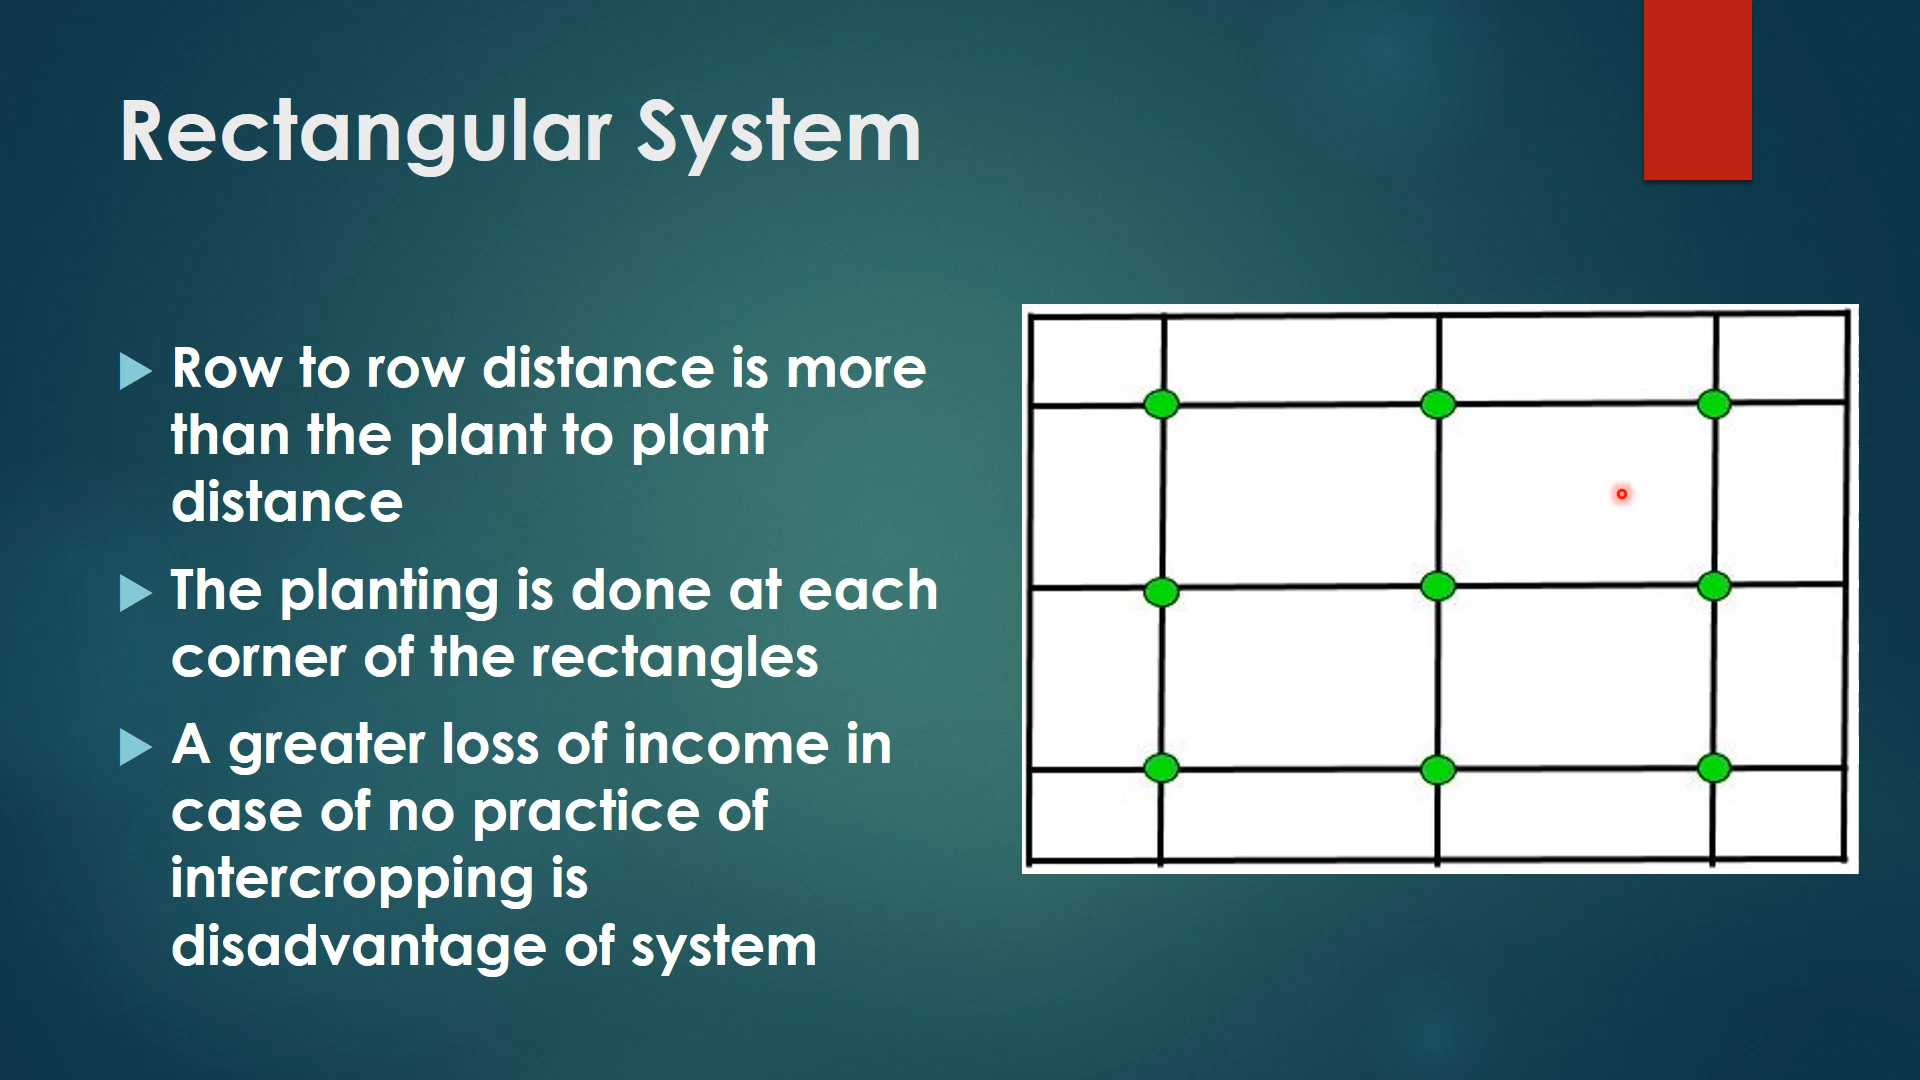 Rectangular System
Row to row distance is more
than the plant to plant
distance
The planting is done at each
corner of the rectangles
A greater loss of income in
case of no practice of
intercropping is
disadvantage of system